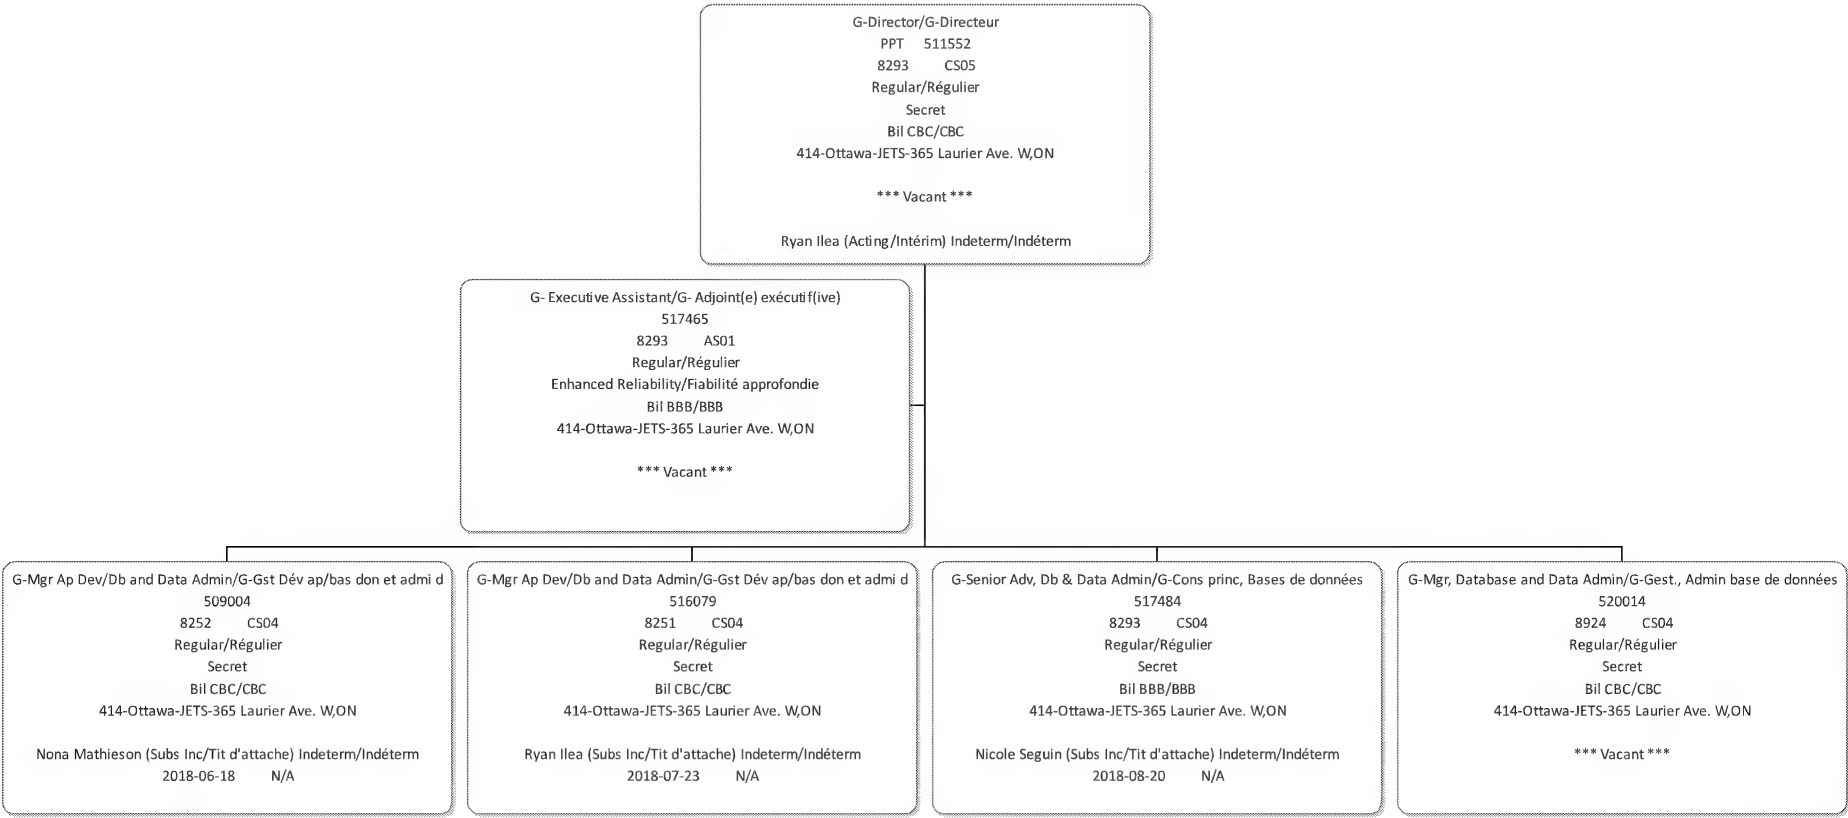 G-Director/G-Directeur
PPT 511552
8293 CS05
Regular/Régulier
Secret
Bil CBC/CBC
414-Ottawa-JETS-365 Laurier Ave. W,ON
*** Vacant ***
Ryan Ilea (Acting/Intérim) Indeterm/Indéterm
G- Executive Assistant/G- Adjoint(e) exécutif(ive)
517465
8293 AS01
Regular/Régulier
Enhanced Reliability/Fiabilité approfondie
Bil BBB/BBB
414-Ottawa-JETS-365 Laurier Ave. W,ON
*** Vacant ***
G-Mgr Ap Dev/Db and Data Admin/G-Gst Dév ap/bas don et admi d
509004
8252 CS04
Regular/Régulier
Secret
Bil CBC/CBC
414-Ottawa-JETS-365 Laurier Ave. W,ON
Nona Mathieson (Subs Inc/Tit d'attache) Indeterm/Indéterm
2018-06-18 N/A
G-Mgr Ap Dev/Db and Data Admin/G-Gst Dév ap/bas don et admi d
516079
8251 CS04
Regular/Régulier
Secret
Bil CBC/CBC
414-Ottawa-JETS-365 Laurier Ave. W,ON
Ryan Ilea (Subs Inc/Tit d'attache) Indeterm/Indéterm
2018-07-23 N/A
G-Senior Adv, Db & Data Admin/G-Cons princ, Bases de données
517484
8293 CS04
Regular/Régulier
Secret
Bil BBB/BBB
414-Ottawa-JETS-365 Laurier Ave. W,ON
Nicole Seguin (Subs Inc/Tit d'attache) Indeterm/Indéterm
2018-08-20 N/A
G-Mgr, Database and Data Admin/G-Gest., Admin base de données
520014
8924 CS04
Regular/Régulier
Secret
Bil CBC/CBC
414-Ottawa-JETS-365 Laurier Ave. W,ON
*** Vacant ***